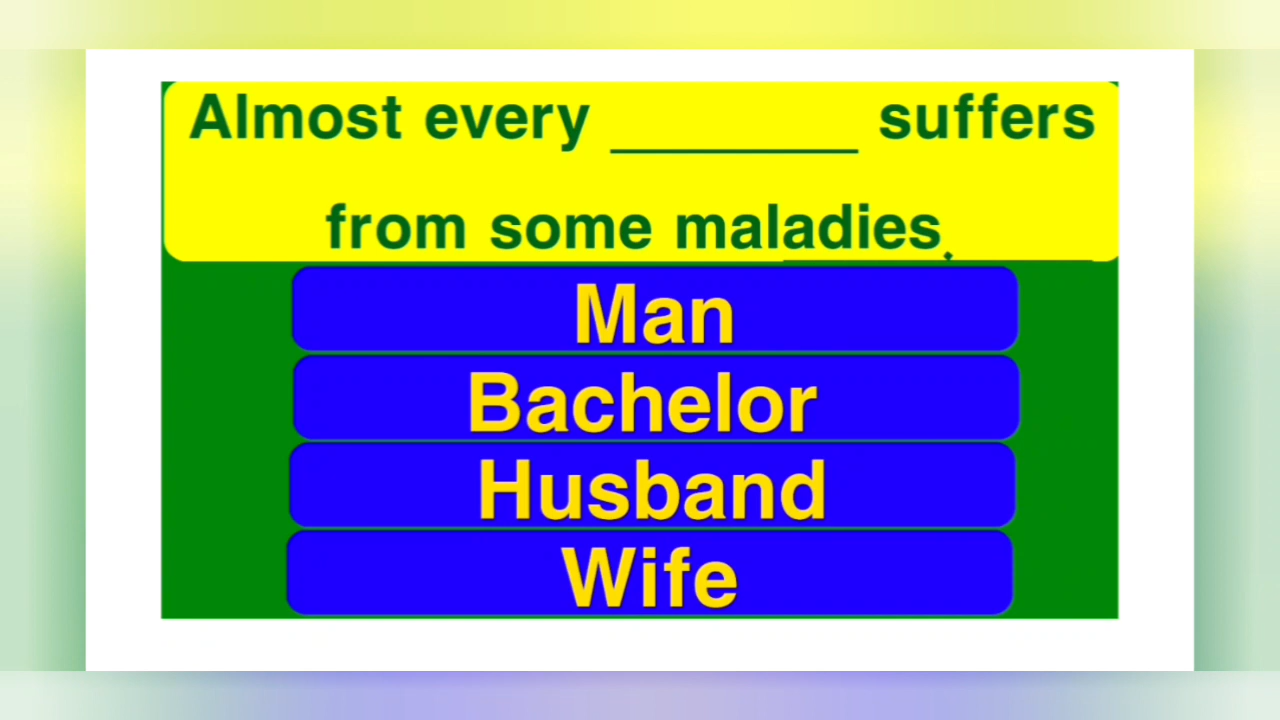 Almost every ________ suffers
from some maladies.
Man
Bachelor
Husband
Wife